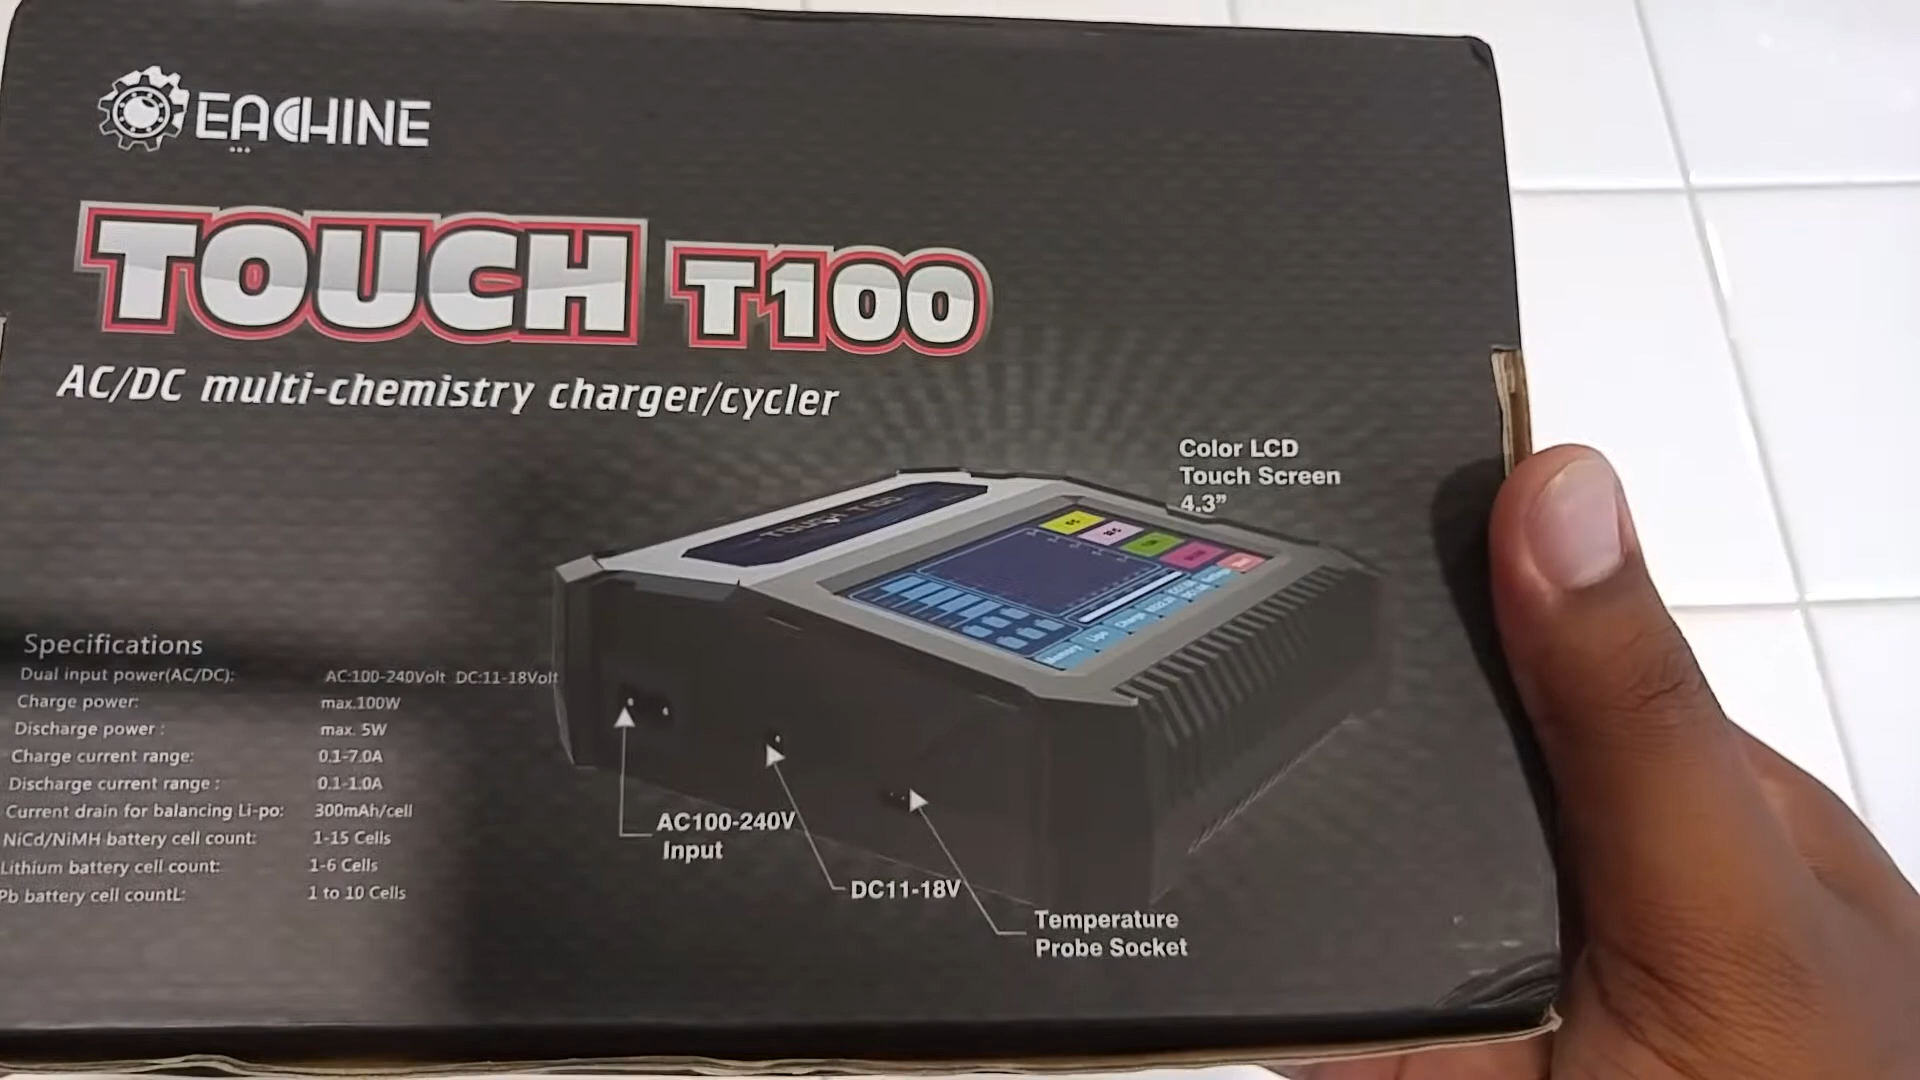 EACHINE
TOUCH T100
AC/DC multi-chemistry charger/cycler
Color LCD
Touch Screen
4.3”
TOUCH T100
Specifications
Dual input power(AC/DC): AC:100-240Volt DC:11-18Volt
Charge power: max.100W
Discharge power : max. 5W
Charge current range: 0.1-7.0A
Discharge current range : 0.1-1.0A
Current drain for balancing Li-po: 300mAh/cell
NiCd/NiMH battery cell count: 1-15 Cells
Lithium battery cell count: 1-6 Cells
Pb battery cell countL: 1 to 10 Cells
AC100-240V
Input
DC11-18V
Temperature
Probe Socket